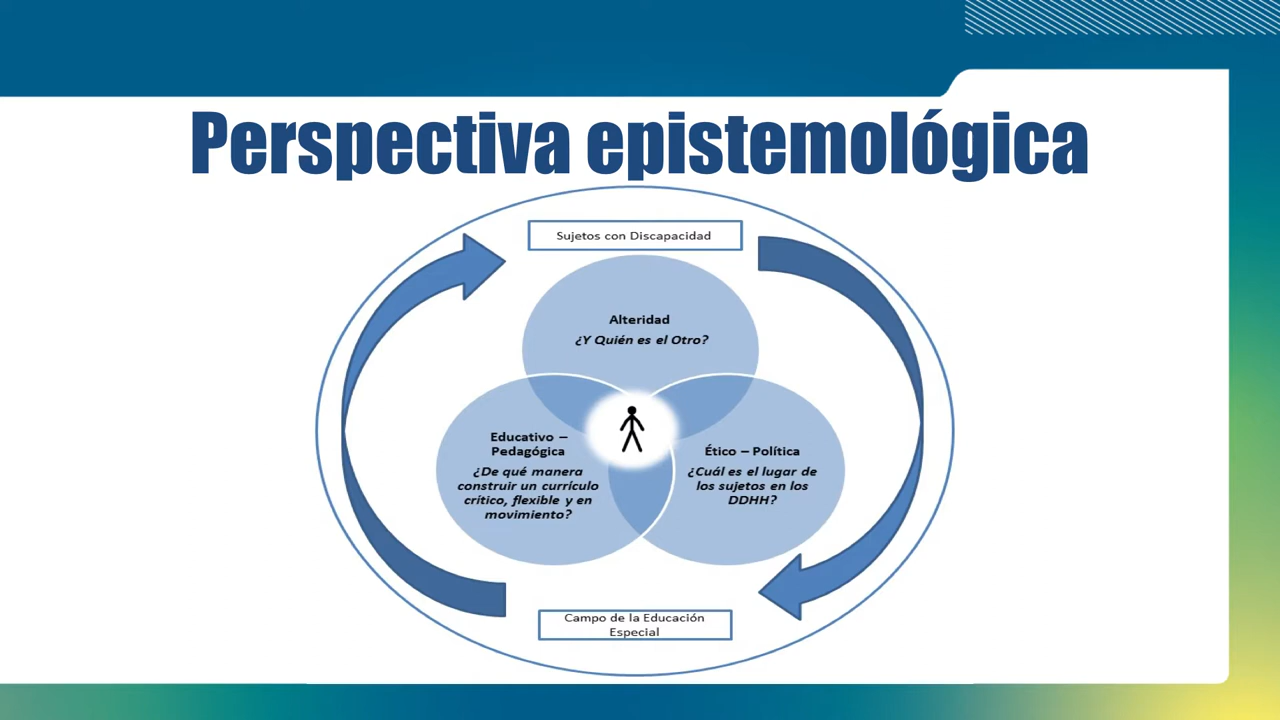 Perspectiva epistemológica
Sujetos con Discapacidad
Alteridad
¿Y Quién es el Otro?
Educativo –
Pedagógica
¿De qué manera
construir un currículo
crítico, flexible y en
movimiento?
Ético – Política
¿Cuál es el lugar de
los sujetos en los
DDHH?
Campo de la Educación
Especial